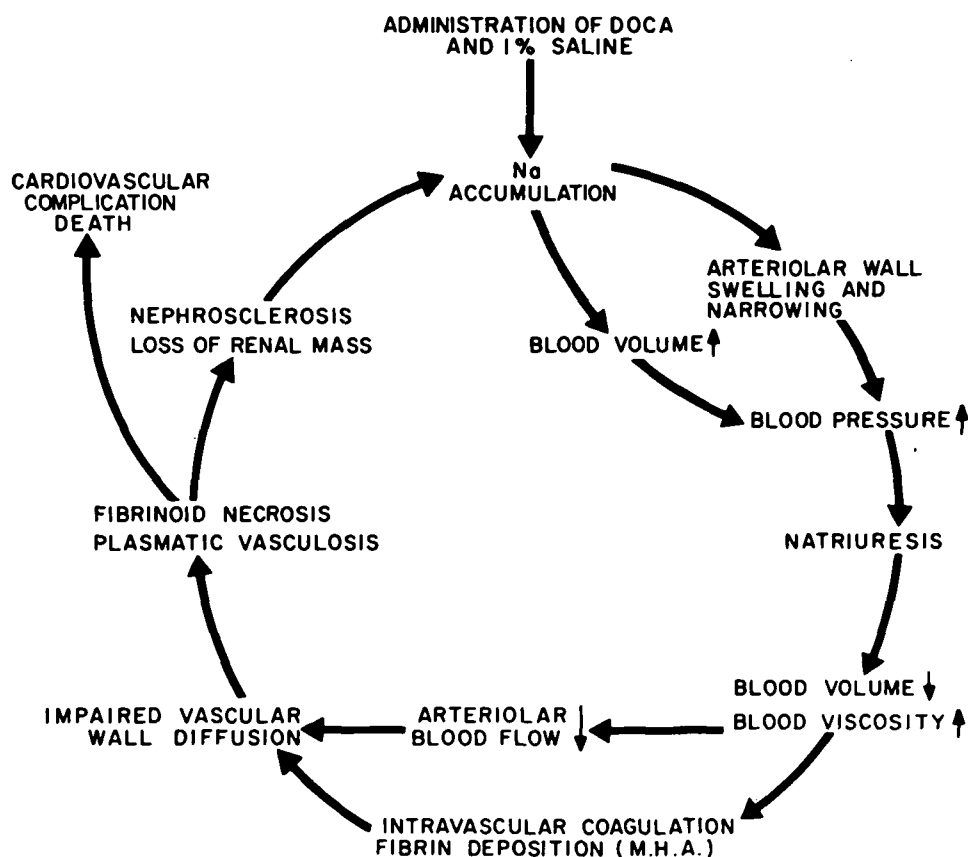 ADMINISTRATION OF DOCA
AND 1% SALINE
Na
ACCUMULATION
CARDIOVASCULAR
COMPLICATION
DEATH
ARTERIOLAR WALL
SWELLING AND
NARROWING
NEPHROSCLEROSIS
LOSS OF RENAL MASS
BLOOD VOLUME ↑
BLOOD PRESSURE ↑
FIBRINOID NECROSIS
PLASMATIC VASCULOSIS
NATRIURESIS
BLOOD VOLUME ↓
BLOOD VISCOSITY ↑
ARTERIOLAR
BLOOD FLOW ↓
IMPAIRED VASCULAR
WALL DIFFUSION
INTRAVASCULAR COAGULATION
FIBRIN DEPOSITION (M.H.A.)